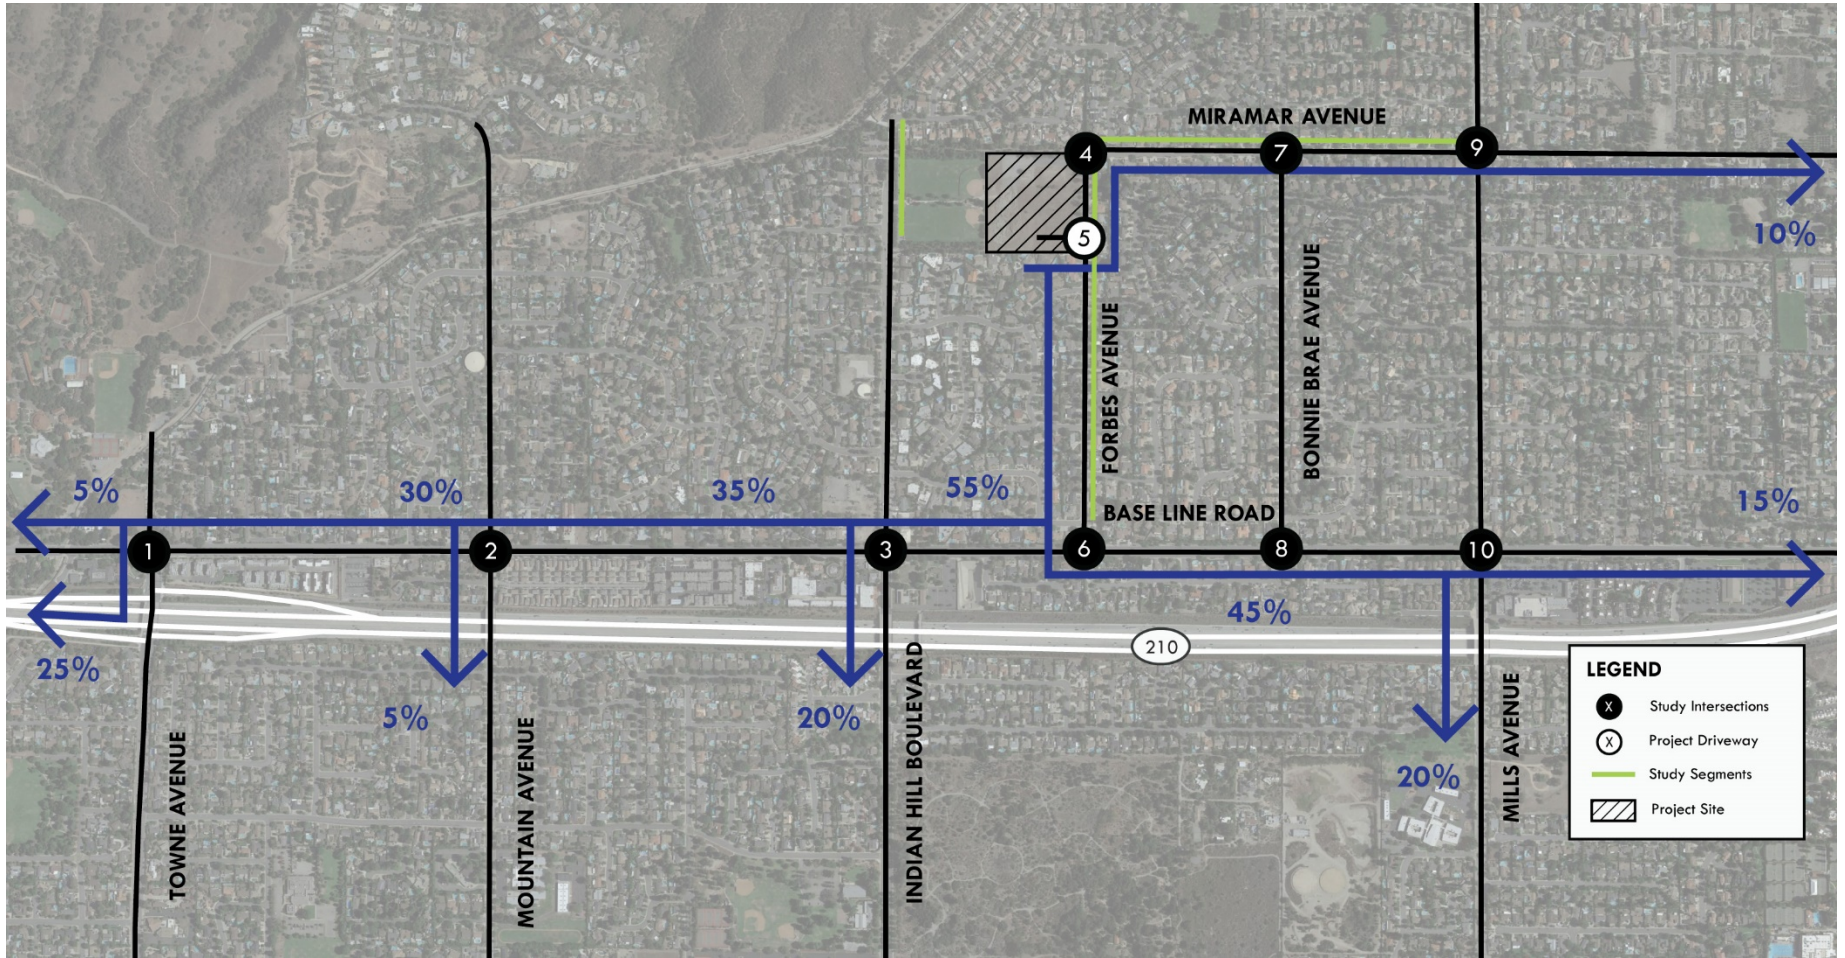 MIRAMAR AVENUE
4
7
9
10%
5
FORBES AVENUE
BONNIE BRAE AVENUE
5%
30%
35%
55%
15%
BASE LINE ROAD
1
2
3
6
8
10
45%
25%
210
5%
20%
20%
TOWNE AVENUE
MOUNTAIN AVENUE
INDIAN HILL BOULEVARD
MILLS AVENUE
LEGEND
X Study Intersections
X Project Driveway
Study Segments
Project Site